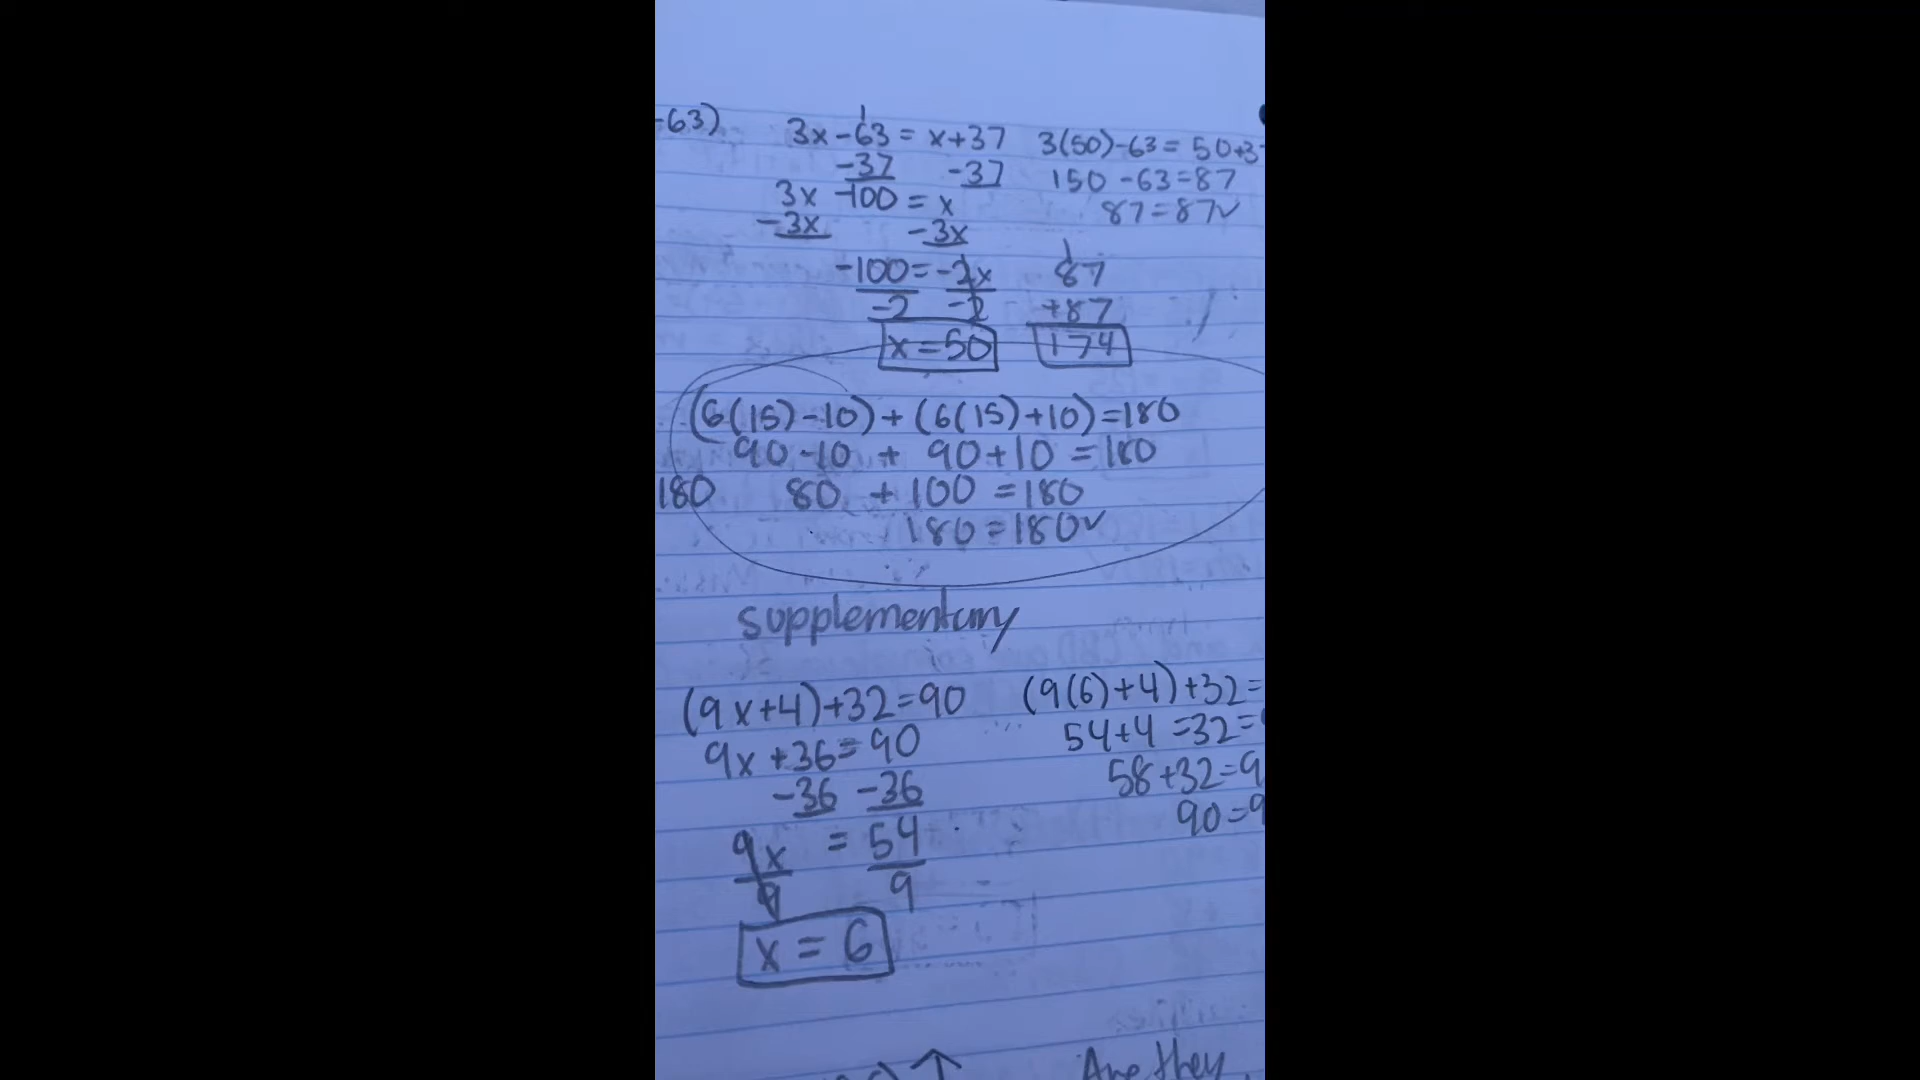 -63)
3x-63 = x+37
-37 -37
3x -100 = x
-3x -3x
-100 = -2x
-2 -2
x=50
3(50)-63= 50+3
150 -63=87
87=87✓
1
87
+87
174
(6(15)-10)+(6(15)+10)=180
90-10 + 90+10 =180
180 80 +100 =180
180=180✓
supplementary
(9x+4)+32=90
9x+36=90
-36 -36
9x = 54
9 9
x = 6
(9(6)+4)+32=
54+4 =32=
58+32=9
90=9
Are they